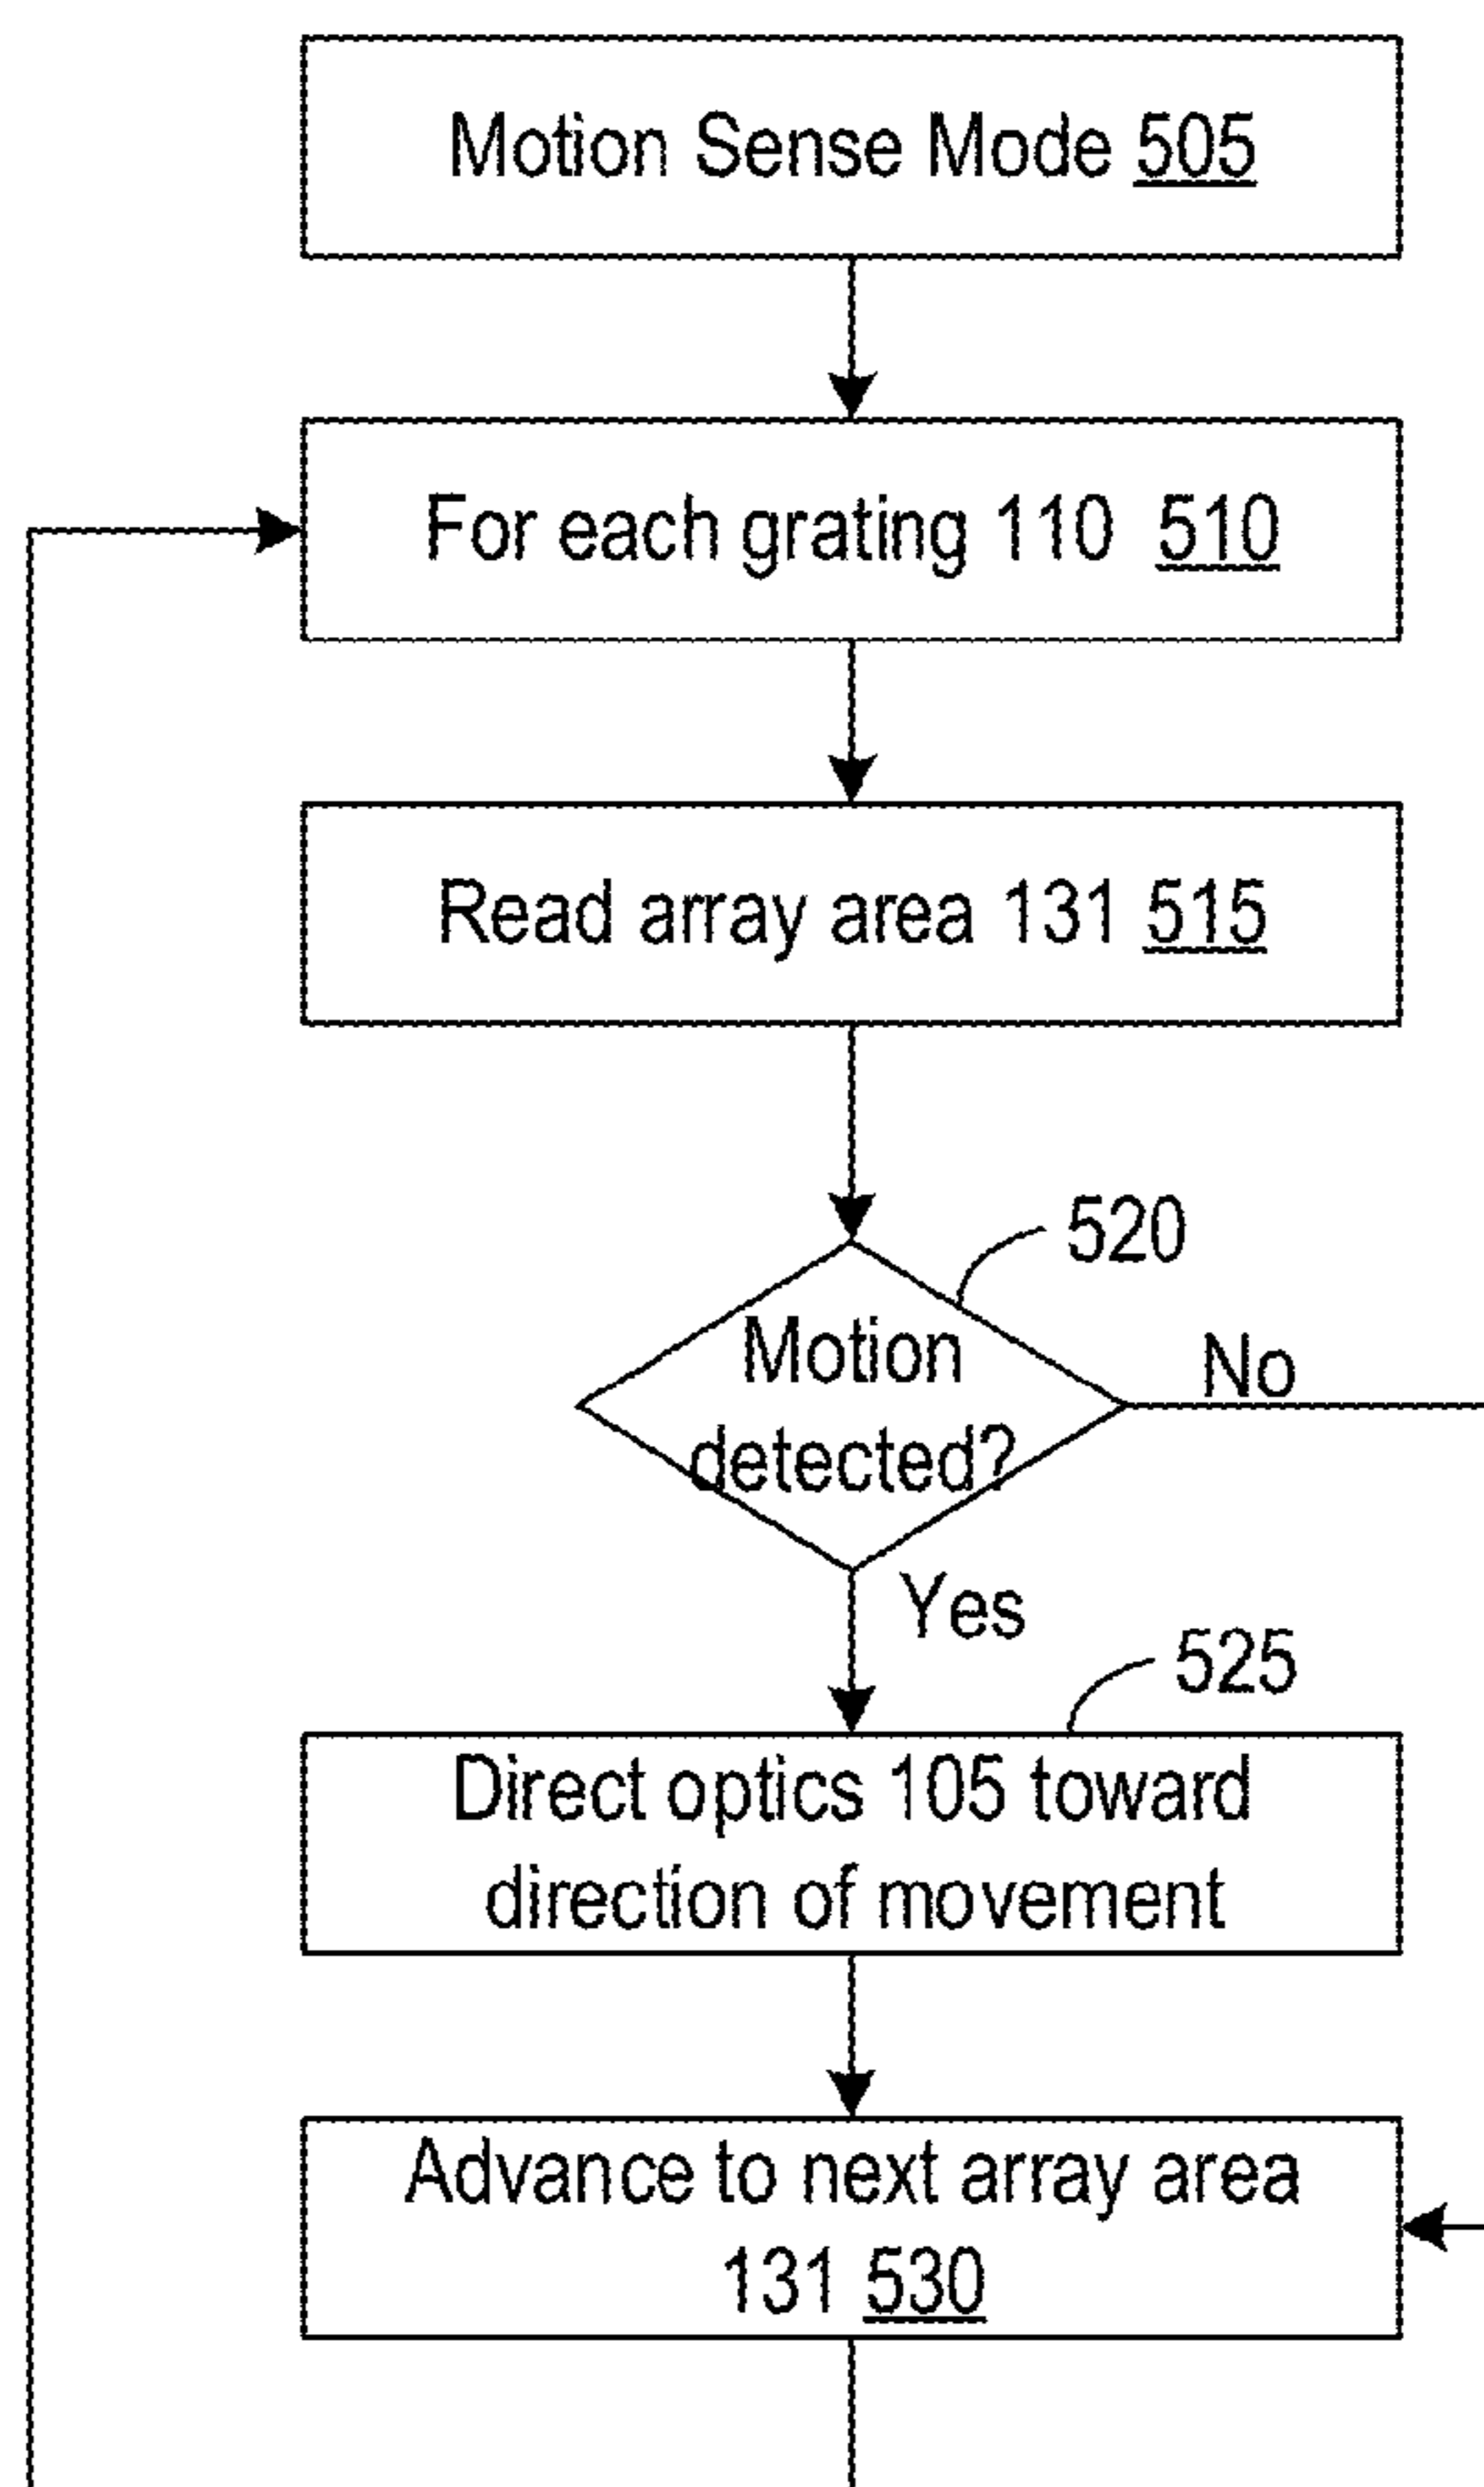 Motion Sense Mode 505
For each grating 110 510
Read array area 131 515
520
Motion
detected?
No
Yes
525
Direct optics 105 toward
direction of movement
Advance to next array area
131 530